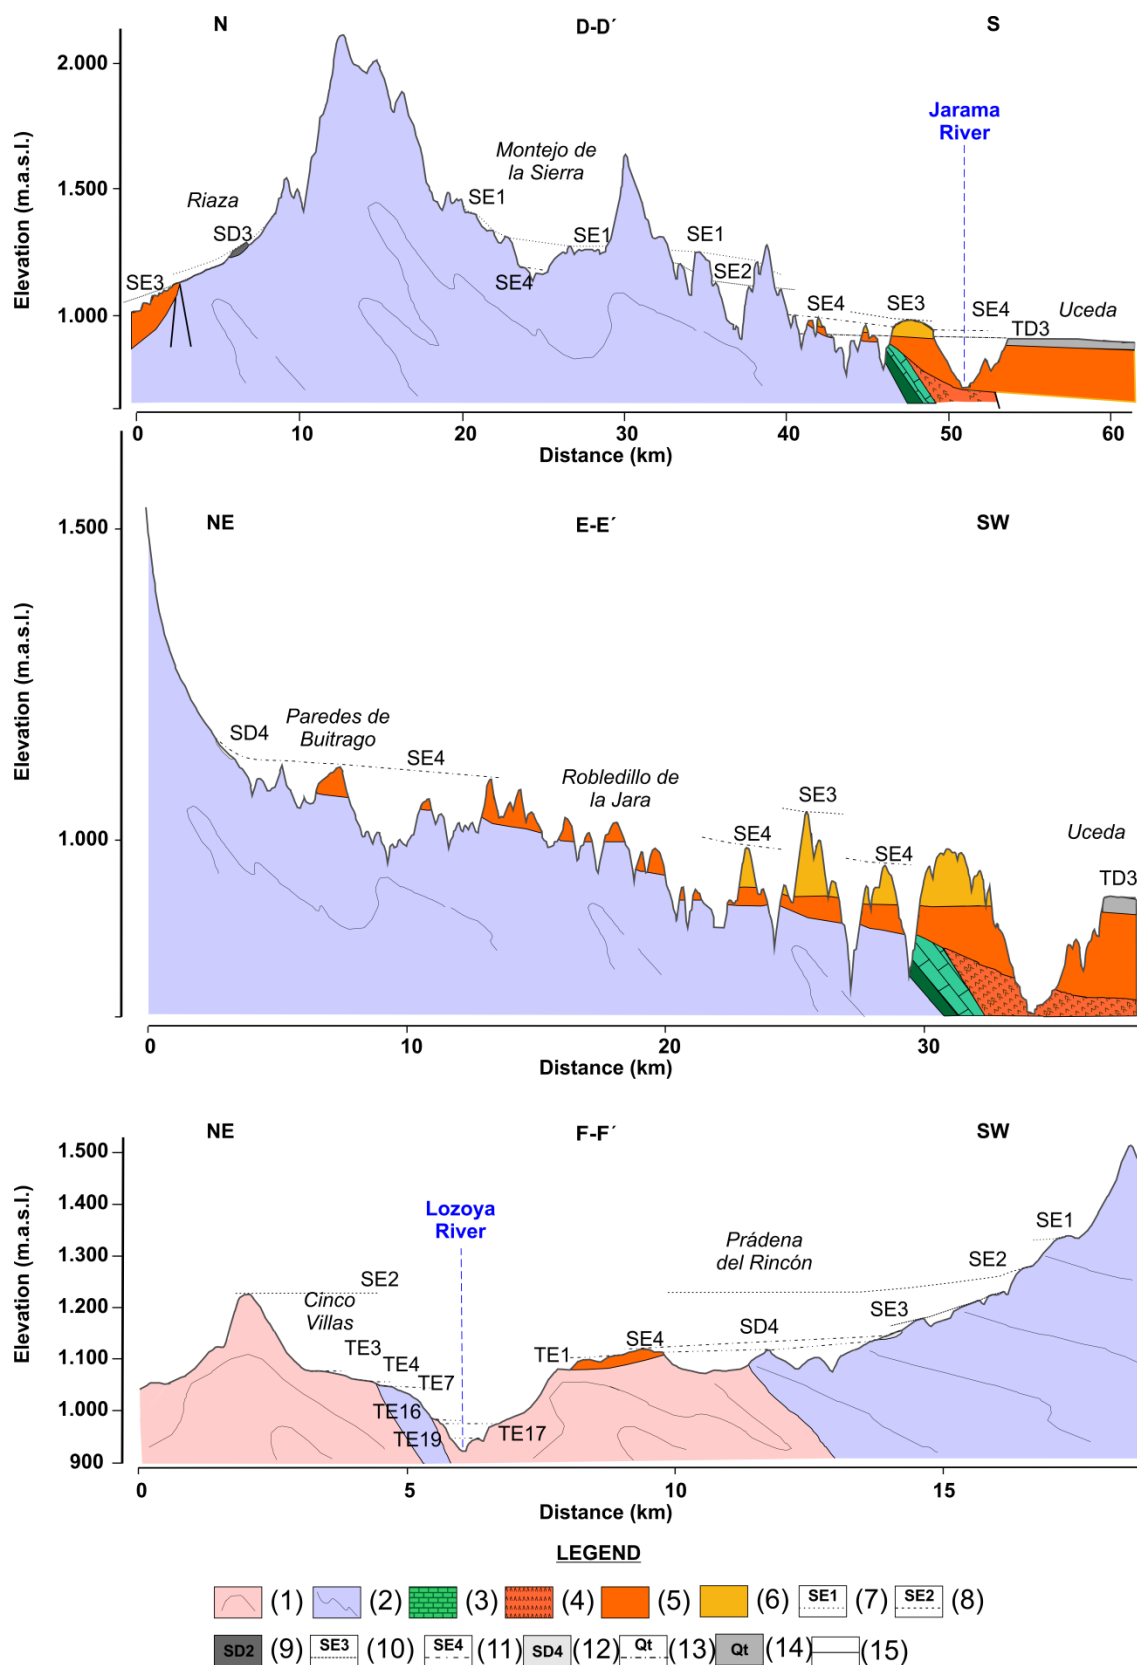 N D-D´ S
2.000
Jarama
River
Montejo de
la Sierra
1.500
Riaza
SE1
SD3
SE1
SE1
SE3
SE4
SE2
SE4
SE3
SE4
Uceda
TD3
1.000
Elevation (m.a.s.l.)
0 10 20 30 40 50 60
Distance (km)
NE E-E´ SW
1.500
Elevation (m.a.s.l.)
SD4
Paredes de
Buitrago
SE4
Robledillo de
la Jara
SE3
SE4
SE4
Uceda
TD3
1.000
0 10 20 30
Distance (km)
NE F-F´ SW
1.500
1.400
1.300
1.200
1.100
1.000
900
Elevation (m.a.s.l.)
Lozoya
River
SE1
Prádena
del Rincón
SE2
SE2
Cinco
Villas
SE3
SD4
SE4
TE3
TE1
TE4
TE7
TE16
TE17
TE19
0 5 10 15
Distance (km)
LEGEND
(1) (2) (3) (4) (5) (6) SE1 (7) SE2 (8)
SD2 (9) SE3 (10) SE4 (11) SD4 (12) Qt (13) Qt (14) (15)